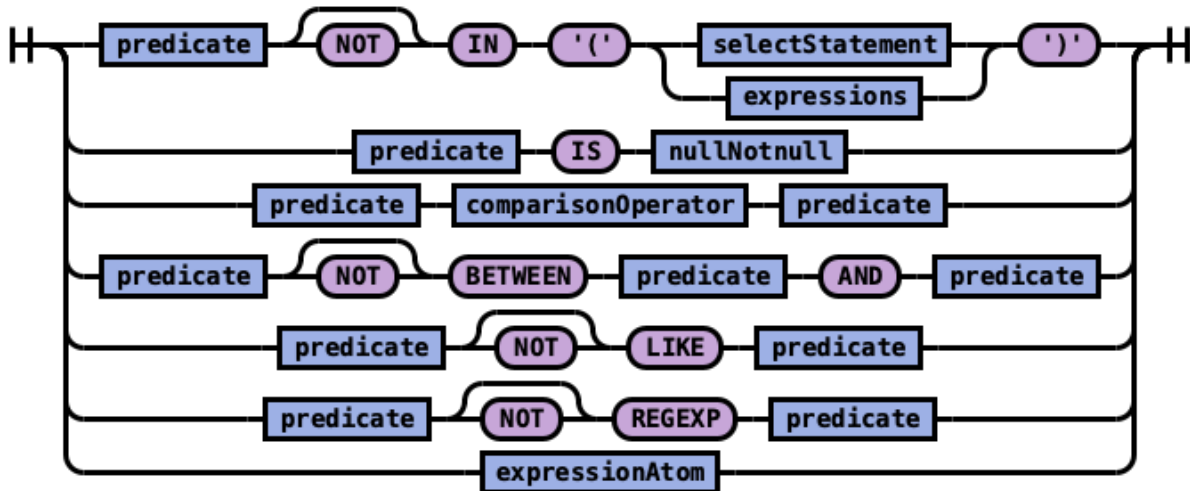 predicate NOT IN '(' selectStatement ')'
expressions
predicate IS nullNotnull
predicate comparisonOperator predicate
predicate NOT BETWEEN predicate AND predicate
predicate NOT LIKE predicate
predicate NOT REGEXP predicate
expressionAtom